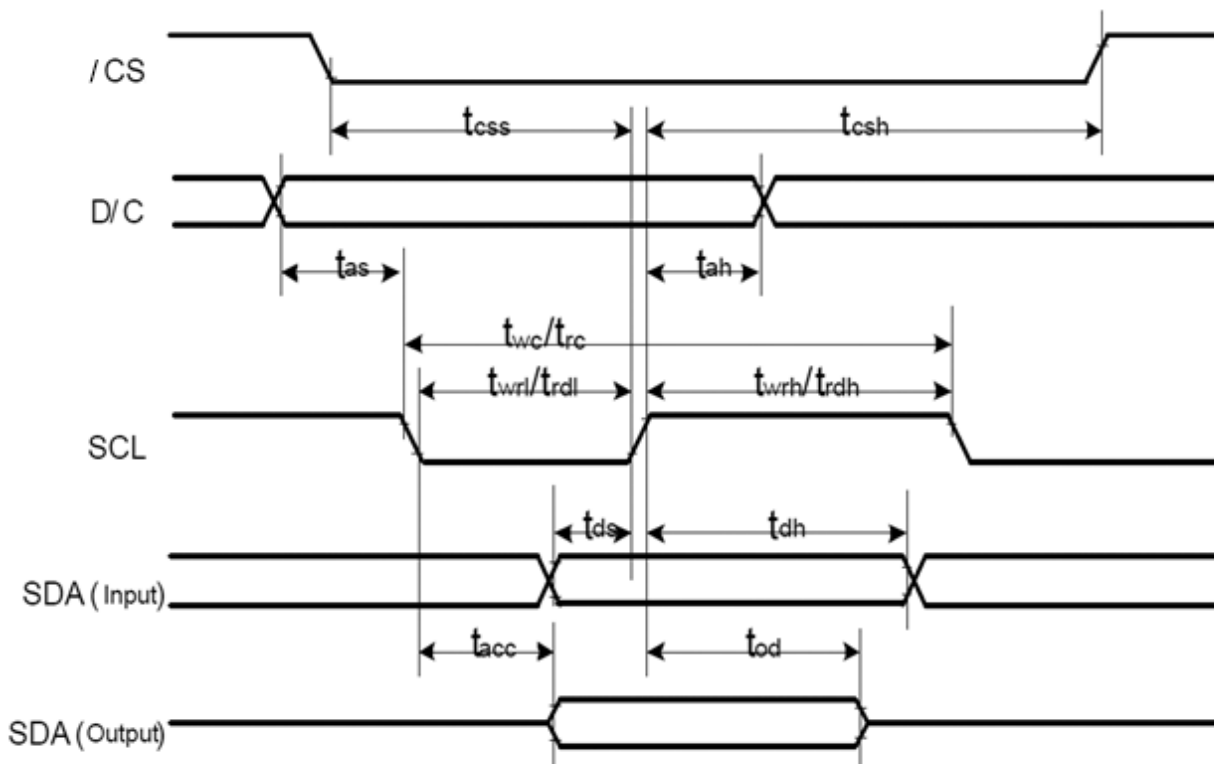 /CS
tcss
tcsh
D/C
tas
tah
twc/trc
twrl/trdl
twrh/trdh
SCL
tds
tdh
SDA (Input)
tacc
tod
SDA (Output)